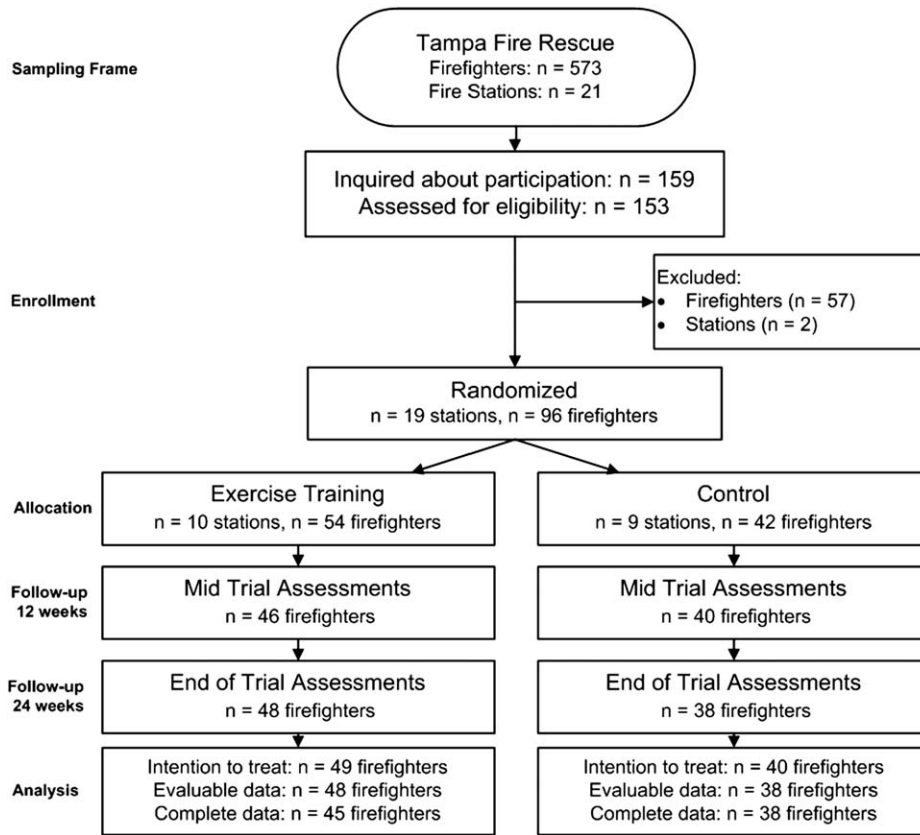 Sampling Frame
Tampa Fire Rescue
Firefighters: n = 573
Fire Stations: n = 21
Inquired about participation: n = 159
Assessed for eligibility: n = 153
Enrollment
Excluded:
• Firefighters (n = 57)
• Stations (n = 2)
Randomized
n = 19 stations, n = 96 firefighters
Allocation
Exercise Training
n = 10 stations, n = 54 firefighters
Control
n = 9 stations, n = 42 firefighters
Follow-up
12 weeks
Mid Trial Assessments
n = 46 firefighters
Mid Trial Assessments
n = 40 firefighters
Follow-up
24 weeks
End of Trial Assessments
n = 48 firefighters
End of Trial Assessments
n = 38 firefighters
Analysis
Intention to treat: n = 49 firefighters
Evaluable data: n = 48 firefighters
Complete data: n = 45 firefighters
Intention to treat: n = 40 firefighters
Evaluable data: n = 38 firefighters
Complete data: n = 38 firefighters